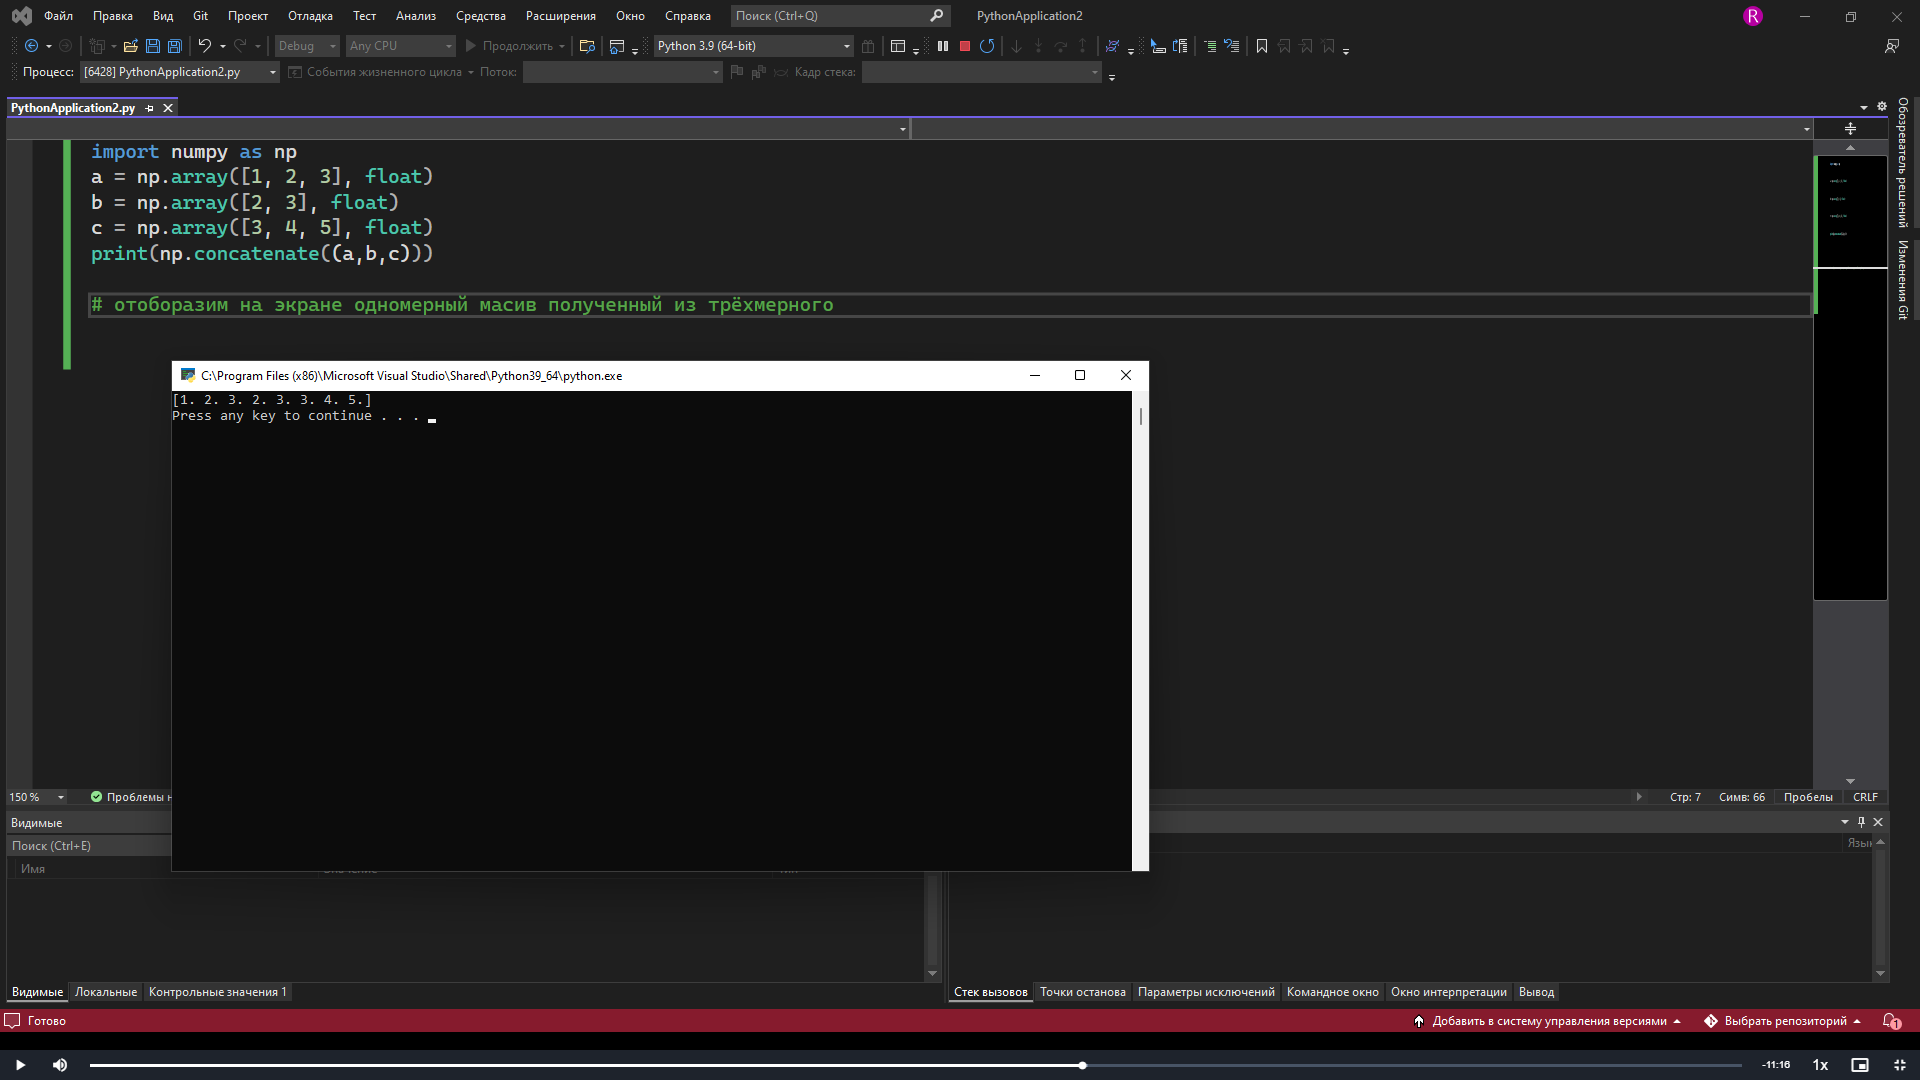 Файл Правка Вид Git Проект Отладка Тест Анализ Средства Расширения Окно Справка Поиск (Ctrl+Q) PythonApplication2 R
Debug Any CPU Продолжить Python 3.9 (64-bit)
Процесс: [6428] PythonApplication2.py События жизненного цикла Поток: Кадр стека:
PythonApplication2.py
import numpy as np
a = np.array([1, 2, 3], float)
b = np.array([2, 3], float)
c = np.array([3, 4, 5], float)
print(np.concatenate((a,b,c)))
# отоборазим на экране одномерный масив полученный из трёхмерного
Обозреватель решений
Изменения Git
C:\Program Files (x86)\Microsoft Visual Studio\Shared\Python39_64\python.exe
[1. 2. 3. 2. 3. 3. 4. 5.]
Press any key to continue . . .
150 % Проблемы н Стр: 7 Симв: 66 Пробелы CRLF
Видимые
Поиск (Ctrl+E) Язык
Имя
Видимые Локальные Контрольные значения 1 Стек вызовов Точки останова Параметры исключений Командное окно Окно интерпретации Вывод
Готово Добавить в систему управления версиями Выбрать репозиторий 1
-11:16 1x